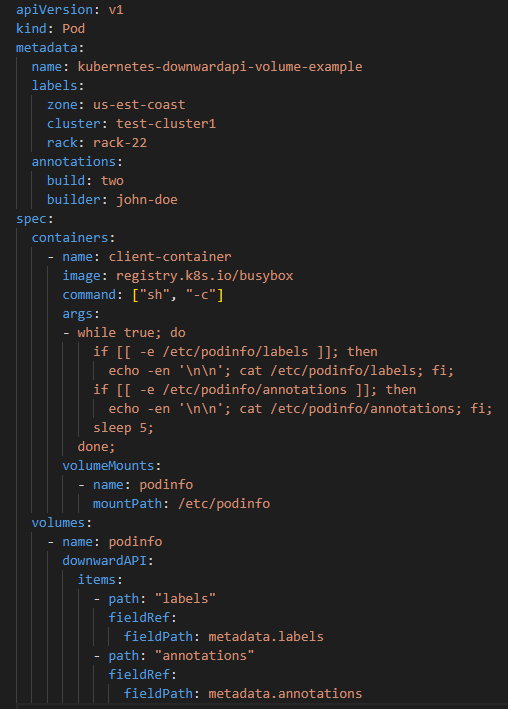 apiVersion: v1
kind: Pod
metadata:
  name: kubernetes-downwardapi-volume-example
  labels:
    zone: us-est-coast
    cluster: test-cluster1
    rack: rack-22
  annotations:
    build: two
    builder: john-doe
spec:
  containers:
    - name: client-container
      image: registry.k8s.io/busybox
      command: ["sh", "-c"]
      args:
      - while true; do
          if [[ -e /etc/podinfo/labels ]]; then
            echo -en '\n\n'; cat /etc/podinfo/labels; fi;
          if [[ -e /etc/podinfo/annotations ]]; then
            echo -en '\n\n'; cat /etc/podinfo/annotations; fi;
          sleep 5;
        done;
      volumeMounts:
        - name: podinfo
          mountPath: /etc/podinfo
  volumes:
    - name: podinfo
      downwardAPI:
        items:
          - path: "labels"
            fieldRef:
              fieldPath: metadata.labels
          - path: "annotations"
            fieldRef:
              fieldPath: metadata.annotations